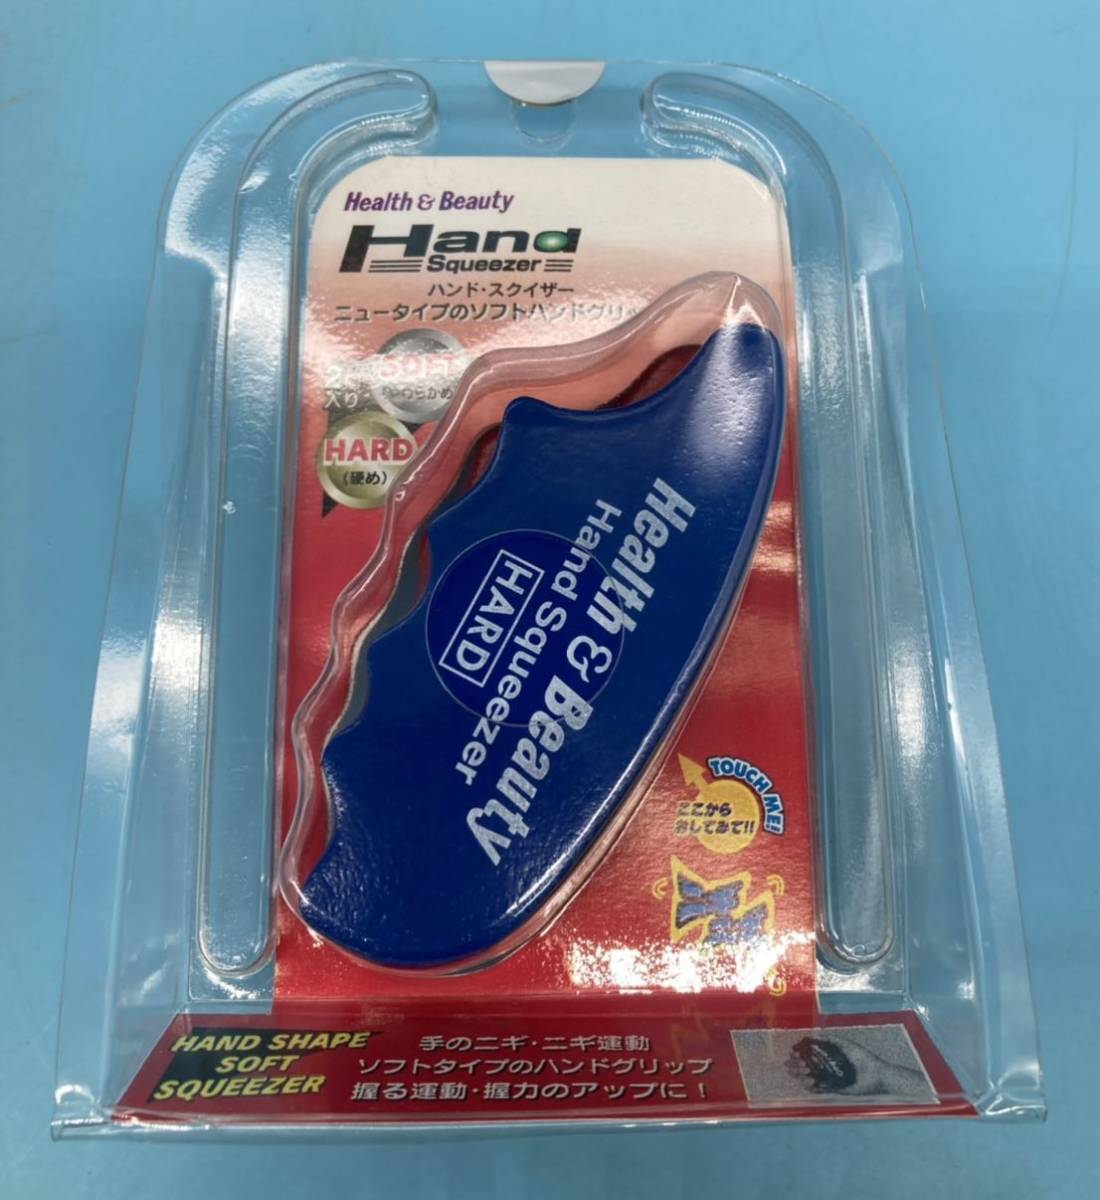 Health & Beauty
Hand
Squeezer
ハンド・スクイザー
ニュータイプのソフトハンドグリッ
SOFT
HARD
(硬め)
入り
Health & Beauty
Hand Squeezer
HARD
TOUCH ME!
ここから
おしてみて!!
HAND SHAPE
SOFT
SQUEEZER
手のニギ・ニギ運動
ソフトタイプのハンドグリップ
握る運動・握力のアップに!